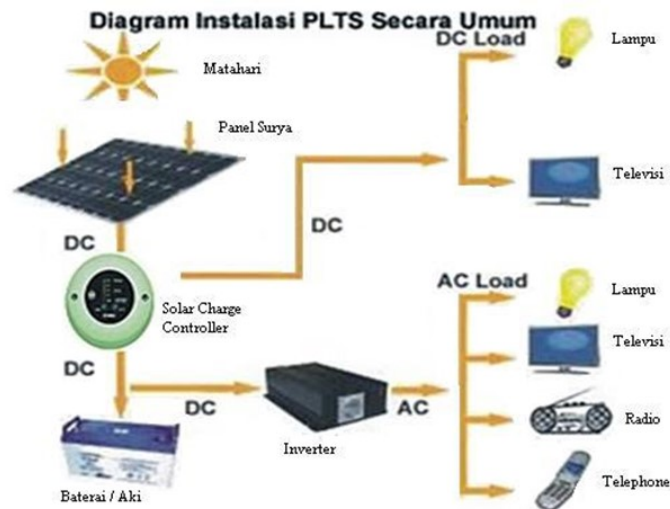 Diagram Instalasi PLTS Secara Umum
DC Load
Lampu
Matahari
Panel Surya
Televisi
DC
DC
AC Load
Lampu
Solar Charge
Controller
Televisi
DC
DC
AC
Radio
Inverter
Baterai / Aki
Telephone